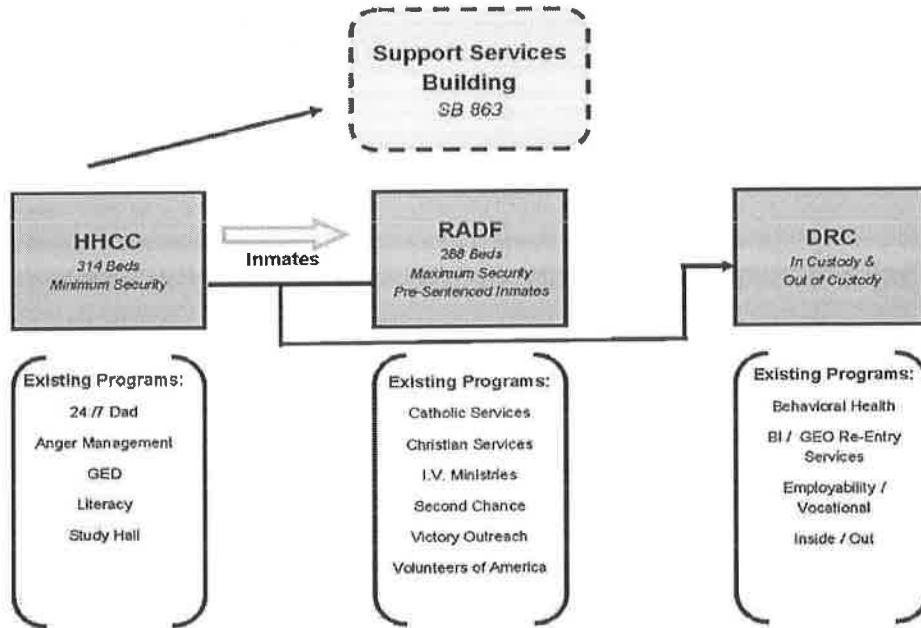 Support Services
Building
SB 863
HHCC
314 Beds
Minimum Security
Inmates
RADF
288 Beds
Maximum Security
Pre-Sentenced Inmates
DRC
In Custody &
Out of Custody
Existing Programs:
24 /7 Dad
Anger Management
GED
Literacy
Study Hall
Existing Programs:
Catholic Services
Christian Services
I.V. Ministries
Second Chance
Victory Outreach
Volunteers of America
Existing Programs:
Behavioral Health
BI / GEO Re-Entry
Services
Employability /
Vocational
Inside / Out